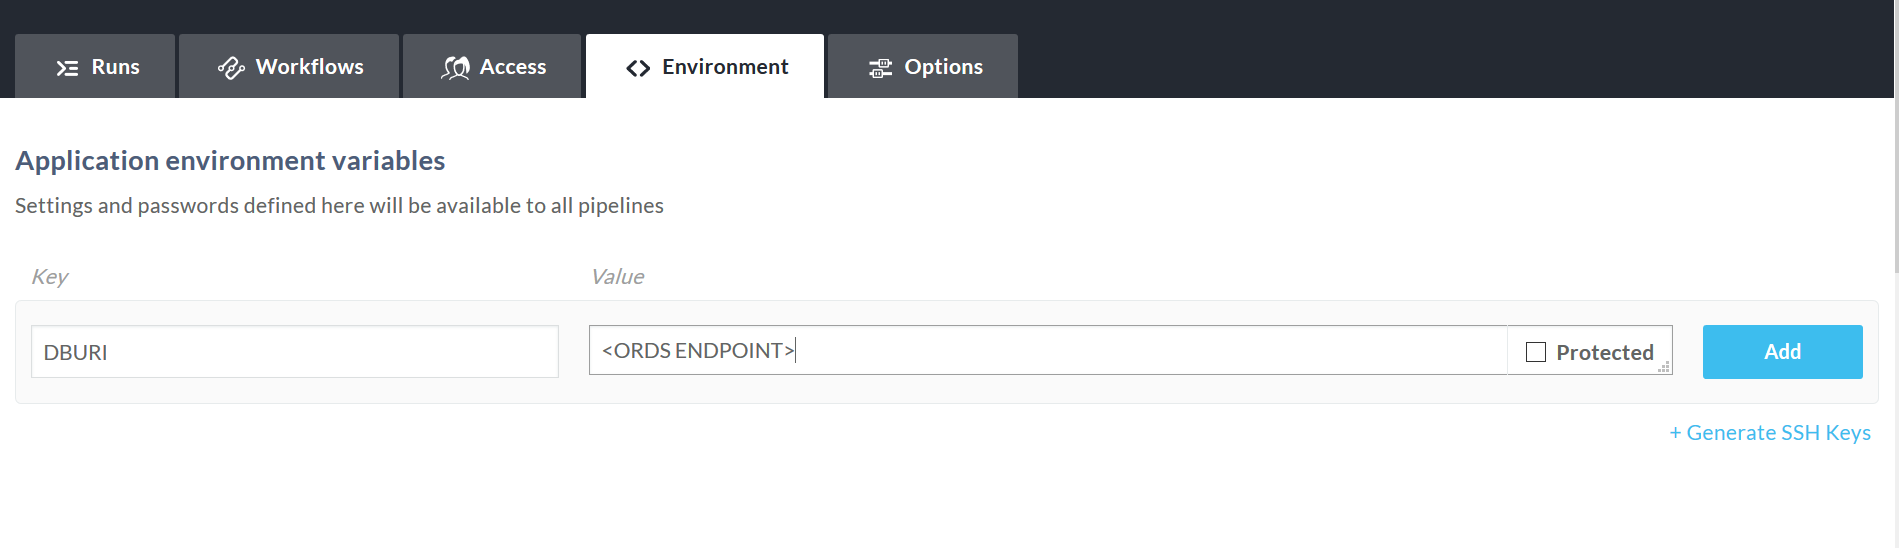 Runs Workflows Access Environment Options
Application environment variables
Settings and passwords defined here will be available to all pipelines
Key Value
DBURI <ORDS ENDPOINT> Protected Add
+ Generate SSH Keys